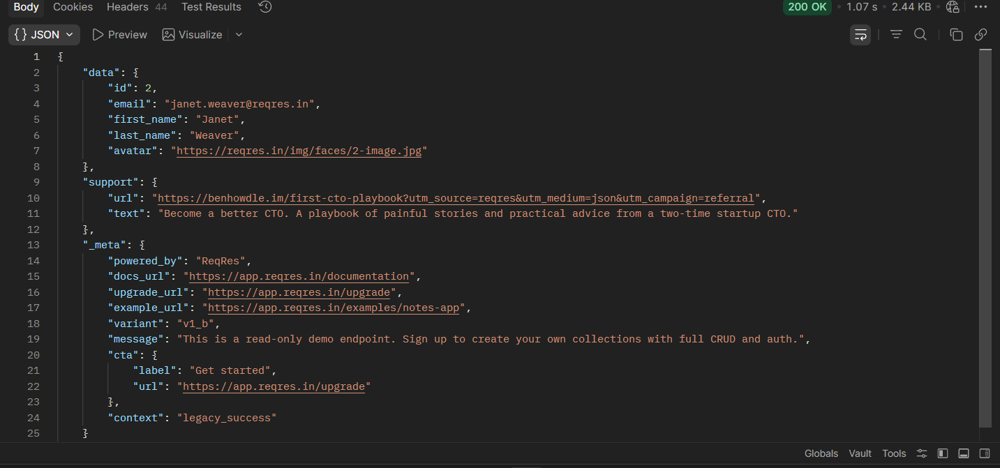 Body Cookies Headers 44 Test Results
200 OK • 1.07 s • 2.44 KB •
{} JSON Preview Visualize
1 {
2 "data": {
3 "id": 2,
4 "email": "janet.weaver@reqres.in",
5 "first_name": "Janet",
6 "last_name": "Weaver",
7 "avatar": "https://reqres.in/img/faces/2-image.jpg"
8 },
9 "support": {
10 "url": "https://benhowdle.im/first-cto-playbook?utm_source=reqres&utm_medium=json&utm_campaign=referral",
11 "text": "Become a better CTO. A playbook of painful stories and practical advice from a two-time startup CTO."
12 },
13 "_meta": {
14 "powered_by": "ReqRes",
15 "docs_url": "https://app.reqres.in/documentation",
16 "upgrade_url": "https://app.reqres.in/upgrade",
17 "example_url": "https://app.reqres.in/examples/notes-app",
18 "variant": "v1_b",
19 "message": "This is a read-only demo endpoint. Sign up to create your own collections with full CRUD and auth.",
20 "cta": {
21 "label": "Get started",
22 "url": "https://app.reqres.in/upgrade"
23 },
24 "context": "legacy_success"
25 }
Globals Vault Tools